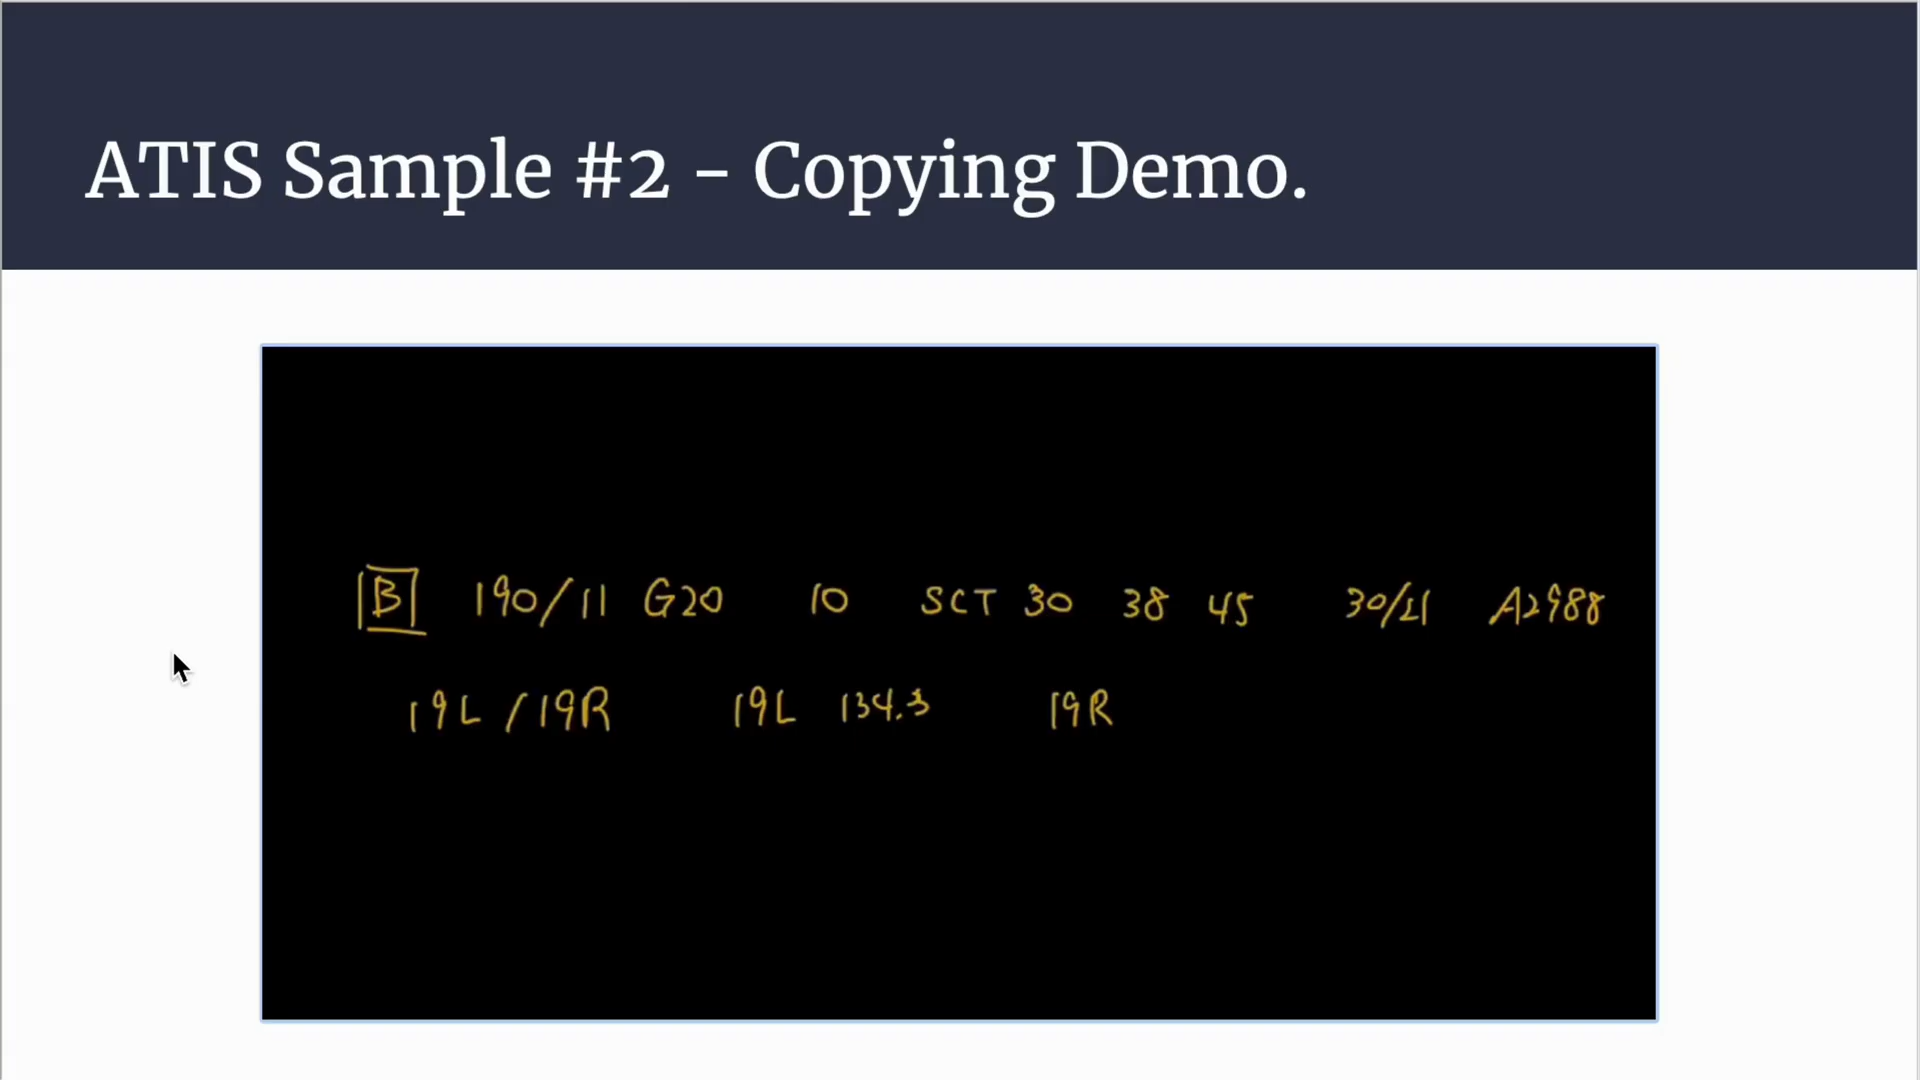 ATIS Sample #2 - Copying Demo.
B 190/11 G20 10 SCT 30 38 45 30/21 A2988
19L /19R 19L 134.3 19R